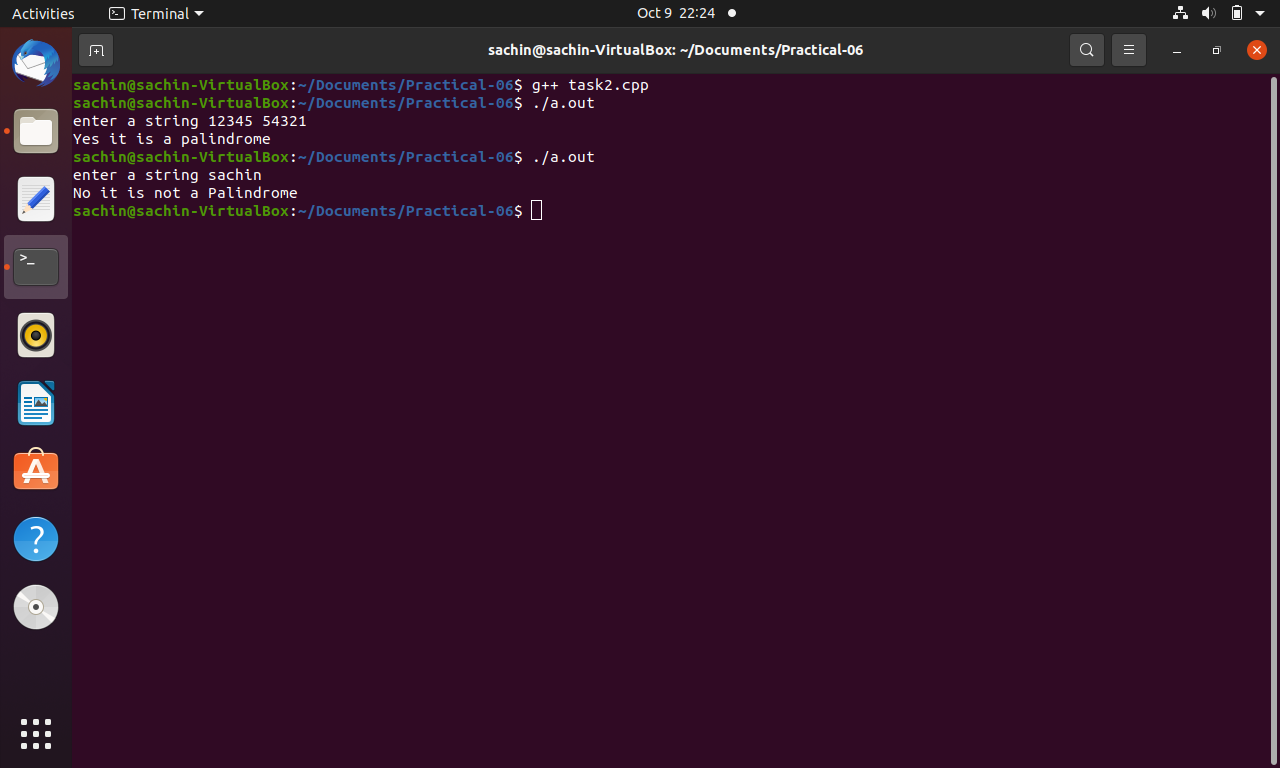 Activities Terminal Oct 9 22:24
sachin@sachin-VirtualBox: ~/Documents/Practical-06
sachin@sachin-VirtualBox:~/Documents/Practical-06$ g++ task2.cpp
sachin@sachin-VirtualBox:~/Documents/Practical-06$ ./a.out
enter a string 12345 54321
Yes it is a palindrome
sachin@sachin-VirtualBox:~/Documents/Practical-06$ ./a.out
enter a string sachin
No it is not a Palindrome
sachin@sachin-VirtualBox:~/Documents/Practical-06$